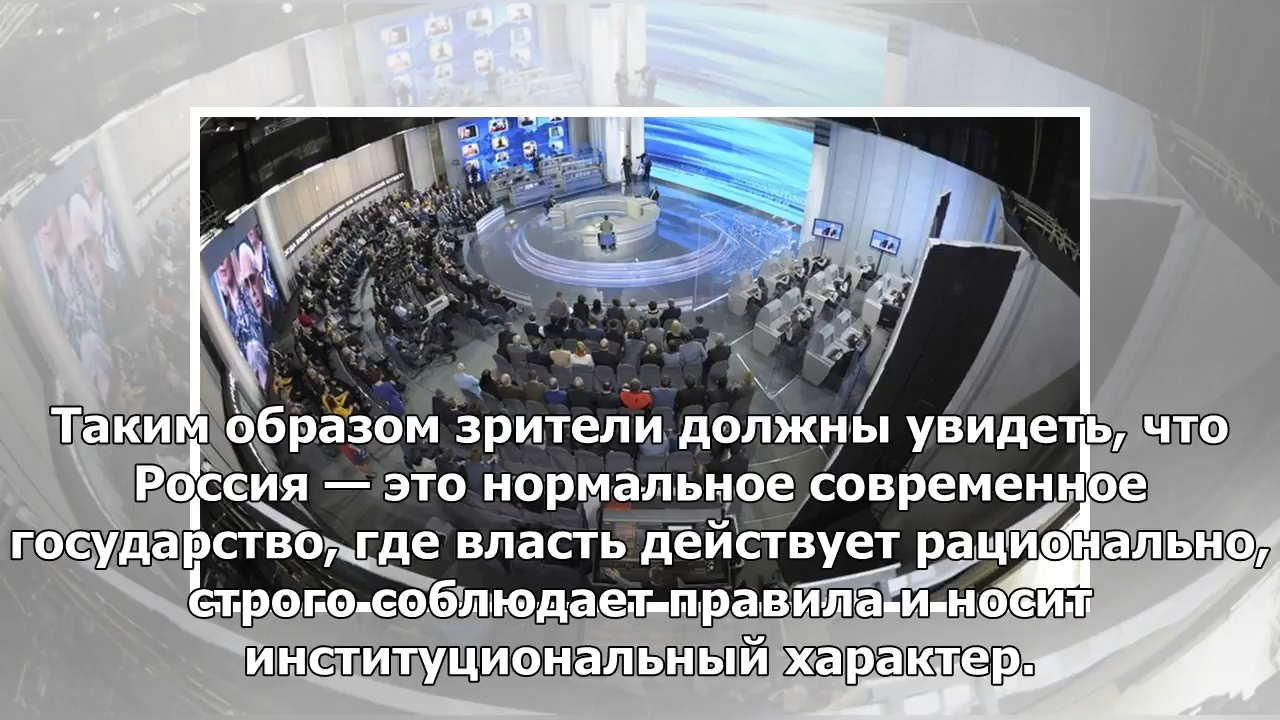 Таким образом зрители должны увидеть, что
Россия — это нормальное современное
государство, где власть действует рационально,
строго соблюдает правила и носит
институциональный характер.